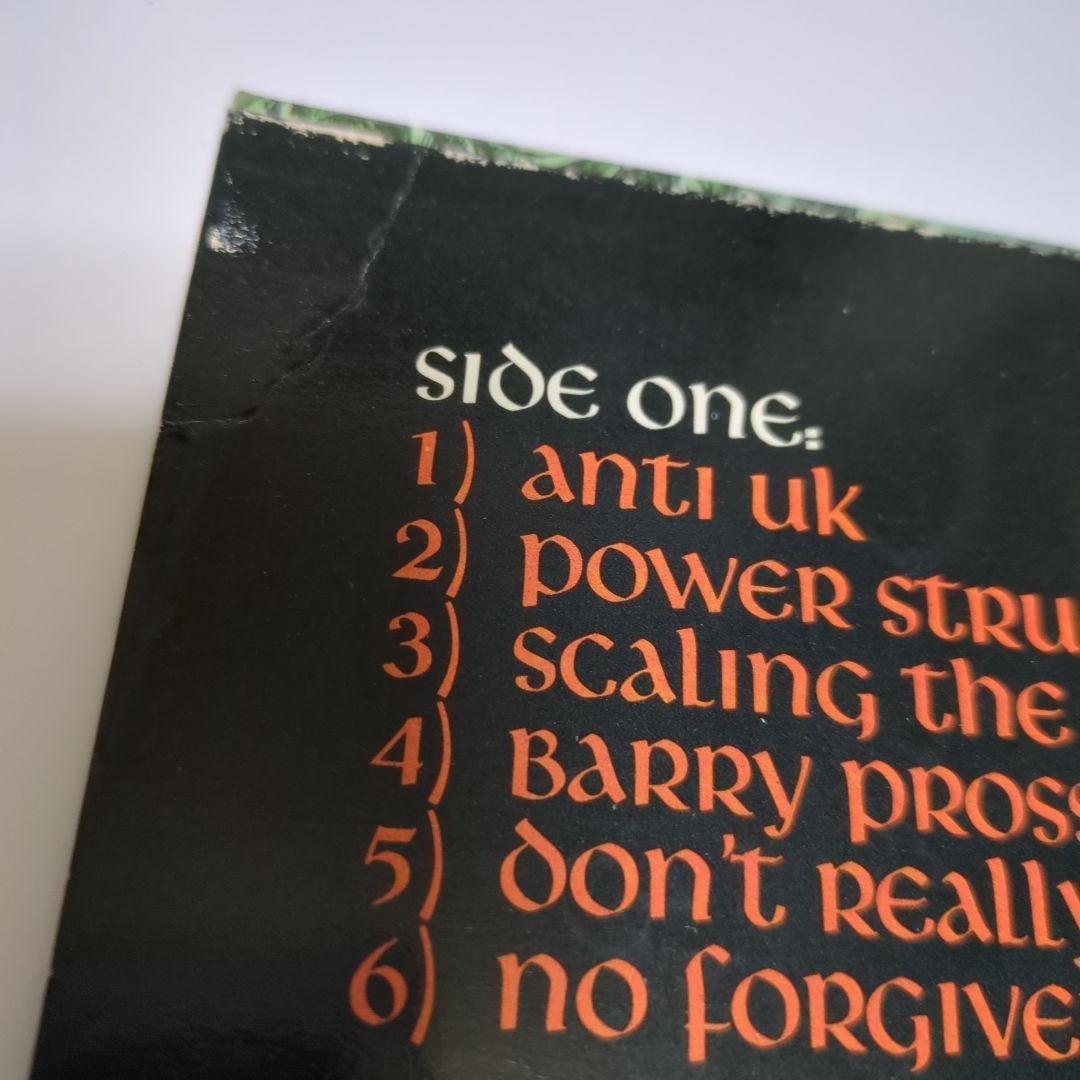 SIDE ONE:
1) ANTI UK
2) POWER STRU
3) SCALING THE
4) BARRY PROSS
5) DON'T REALLY
6) NO FORGIVE